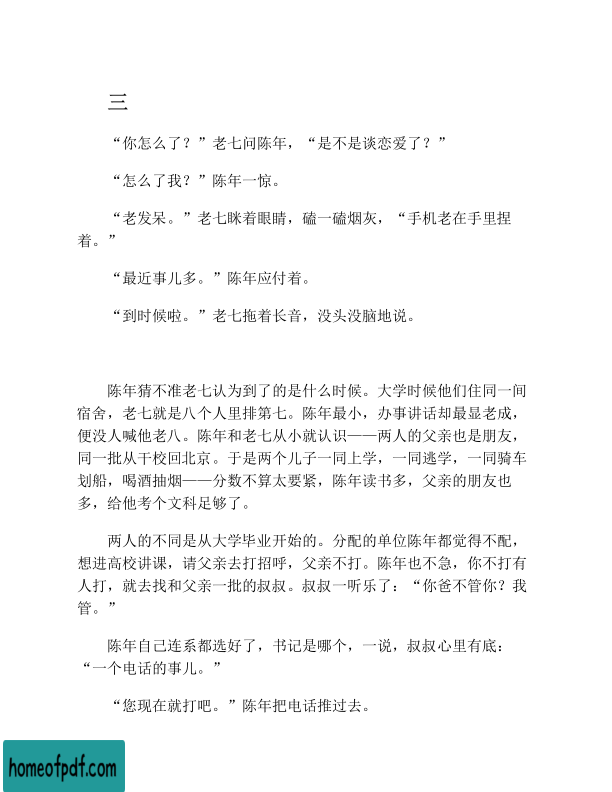 三
“你怎么了？”老七问陈年，“是不是谈恋爱了？”
“怎么了我？”陈年一惊。
“老发呆。”老七眯着眼睛，磕一磕烟灰，“手机老在手里捏
着。”
“最近事儿多。”陈年应付着。
“到时候啦。”老七拖着长音，没头没脑地说。
陈年猜不准老七认为到了的是什么时候。大学时候他们住同一间
宿舍，老七就是八个人里排第七。陈年最小，办事讲话却最显老成，
便没人喊他老八。陈年和老七从小就认识——两人的父亲也是朋友，
同一批从干校回北京。于是两个儿子一同上学，一同逃学，一同骑车
划船，喝酒抽烟——分数不算太要紧，陈年读书多，父亲的朋友也
多，给他考个文科足够了。
两人的不同是从大学毕业开始的。分配的单位陈年都觉得不配，
想进高校讲课，请父亲去打招呼，父亲不打。陈年也不急，你不打有
人打，就去找和父亲一批的叔叔。叔叔一听乐了：“你爸不管你？我
管。”
陈年自己连系都选好了，书记是哪个，一说，叔叔心里有底：
“一个电话的事儿。”
“您现在就打吧。”陈年把电话推过去。
homeofpdf.com